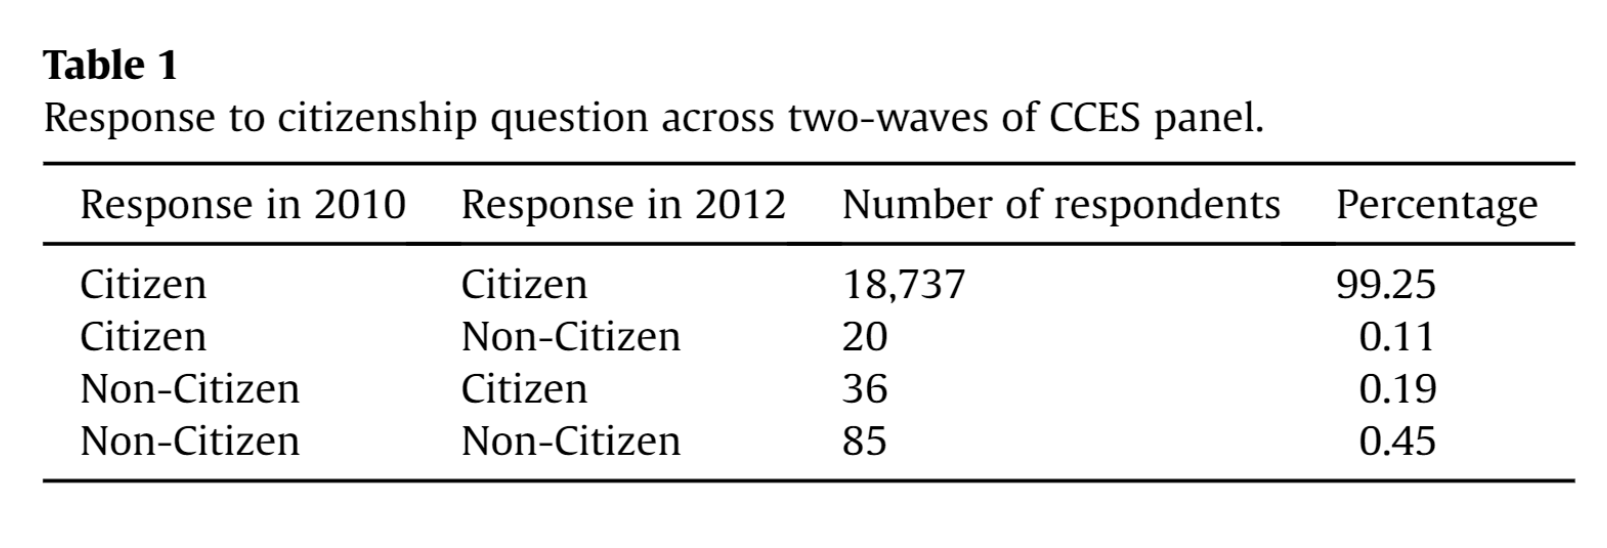 Table 1
Response to citizenship question across two-waves of CCES panel.
Response in 2010 Response in 2012 Number of respondents Percentage
Citizen Citizen 18,737 99.25
Citizen Non-Citizen 20 0.11
Non-Citizen Citizen 36 0.19
Non-Citizen Non-Citizen 85 0.45